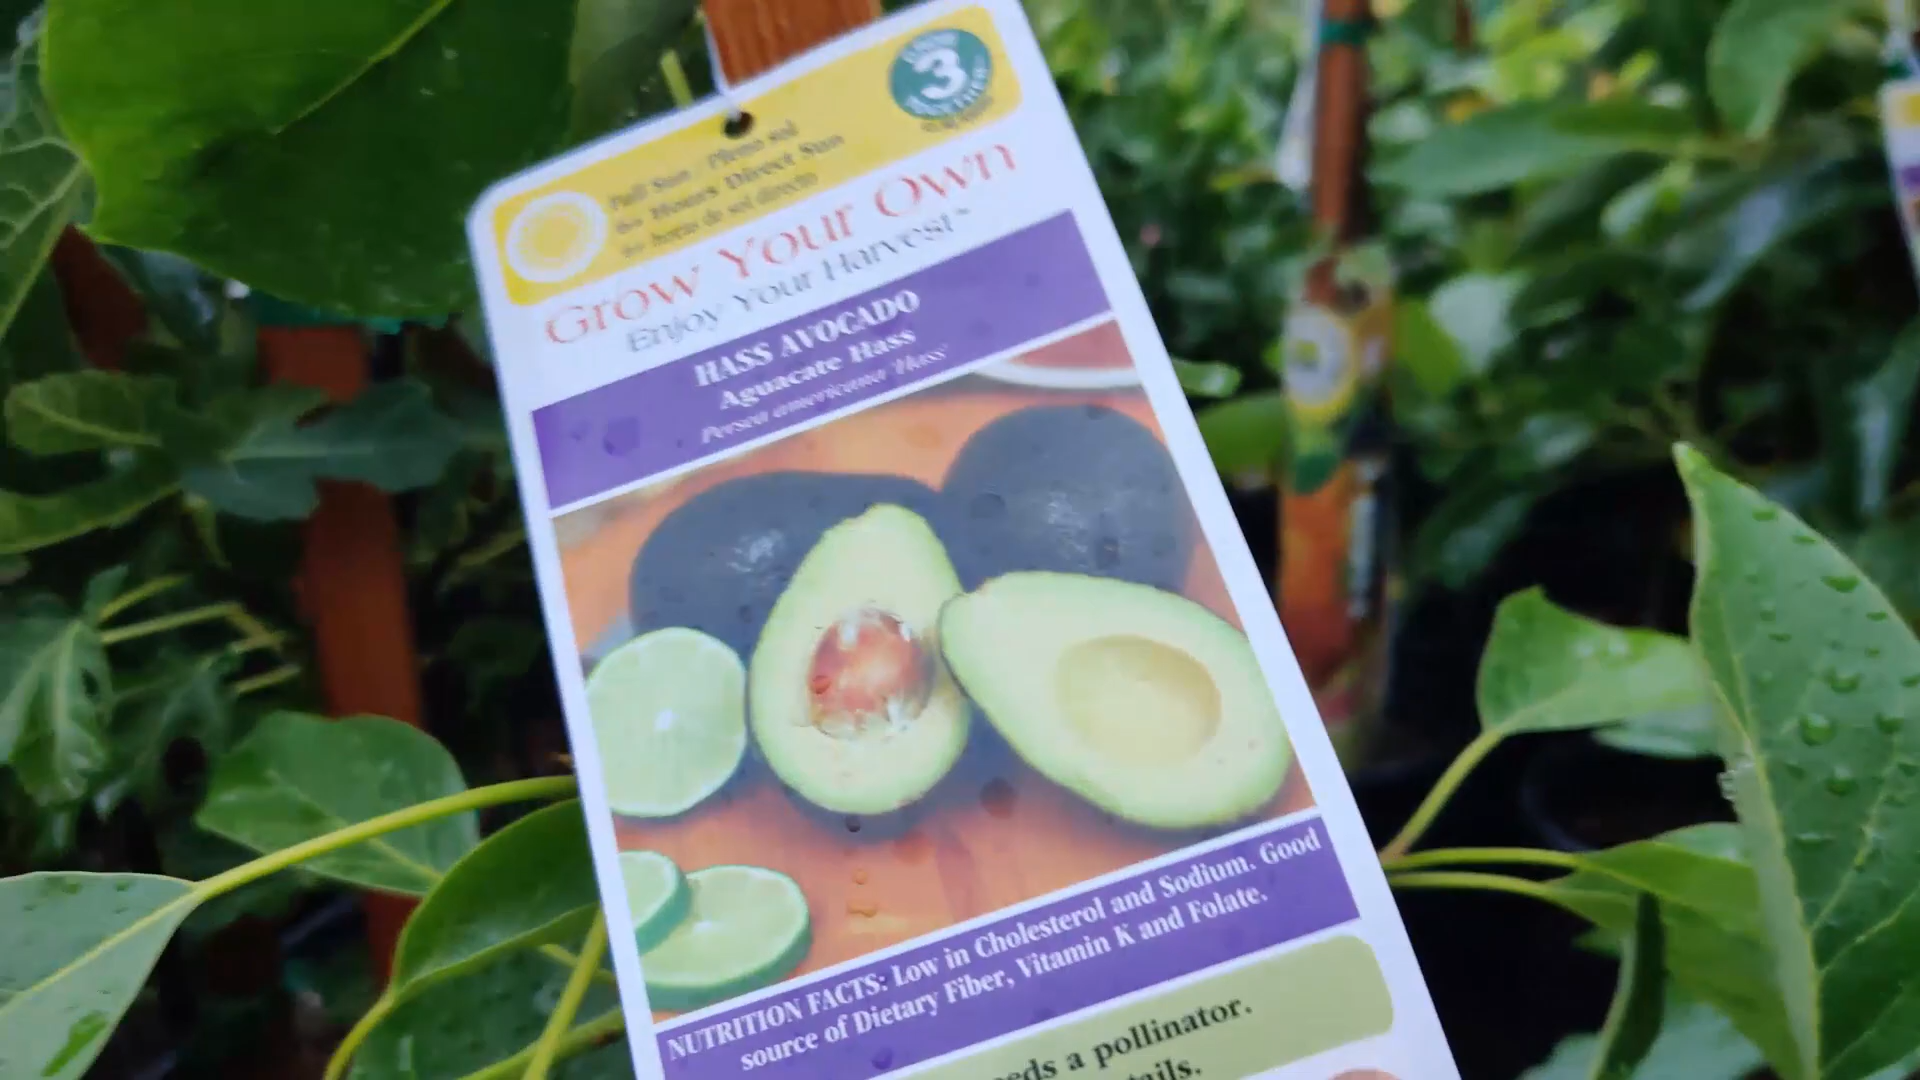 3
Full Sun / Pleno sol
6+ Hours Direct Sun
6+ horas de sol directo
Grow Your Own
Enjoy Your Harvest
HASS AVOCADO
Aguacate Hass
Persea americana 'Hass'
NUTRITION FACTS: Low in Cholesterol and Sodium. Good
source of Dietary Fiber, Vitamin K and Folate.
a pollinator.